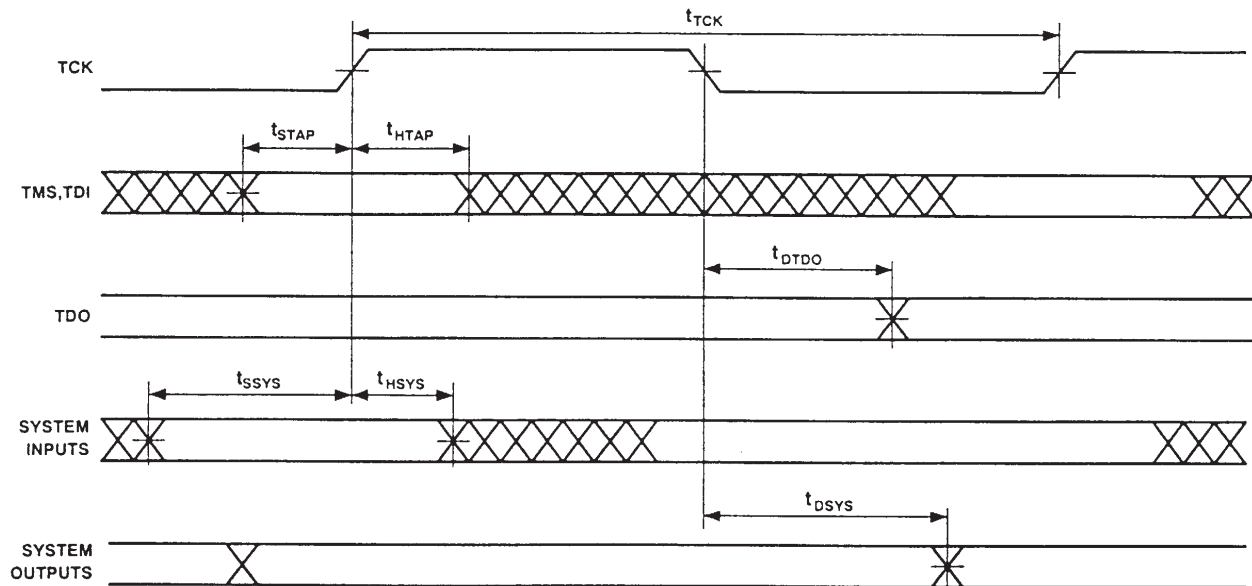 tTCK
TCK
tSTAP
tHTAP
TMS,TDI
tDTDO
TDO
tSSYS
tHSYS
SYSTEM
INPUTS
tDSYS
SYSTEM
OUTPUTS